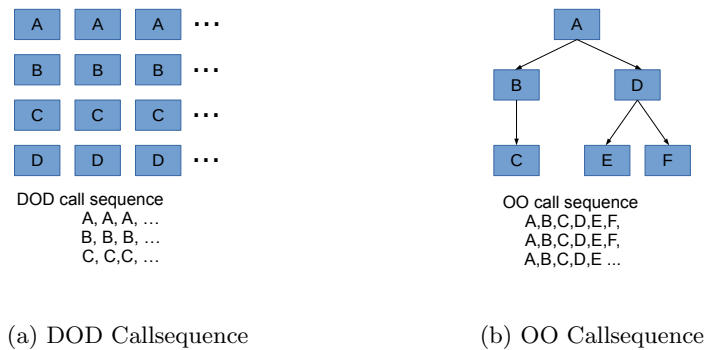 A A A ...
B B B ...
C C C ...
D D D ...
DOD call sequence
A, A, A, ...
B, B, B, ...
C, C,C, ...
(a) DOD Callsequence
A
B D
C E F
OO call sequence
A,B,C,D,E,F,
A,B,C,D,E,F,
A,B,C,D,E ...
(b) OO Callsequence